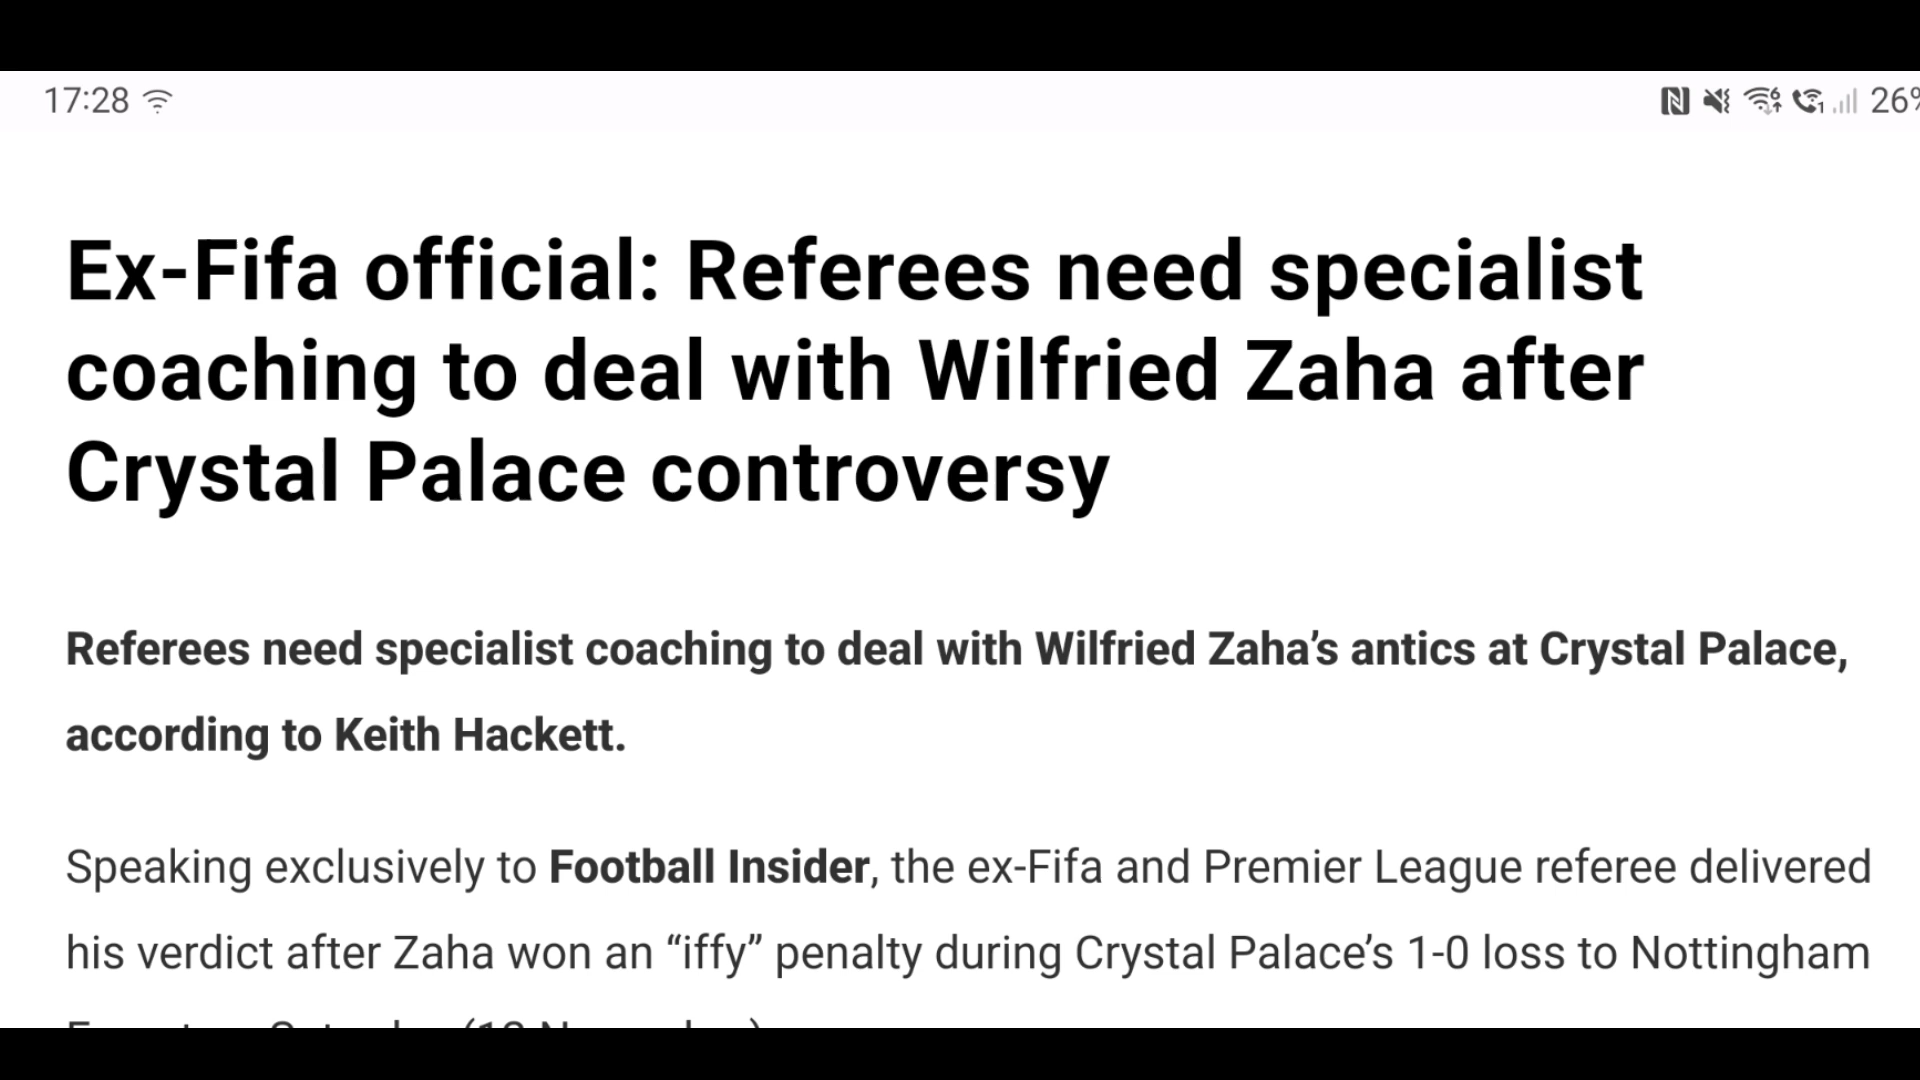 17:28
26%
Ex-Fifa official: Referees need specialist
coaching to deal with Wilfried Zaha after
Crystal Palace controversy
Referees need specialist coaching to deal with Wilfried Zaha’s antics at Crystal Palace,
according to Keith Hackett.
Speaking exclusively to Football Insider, the ex-Fifa and Premier League referee delivered
his verdict after Zaha won an “iffy” penalty during Crystal Palace’s 1-0 loss to Nottingham